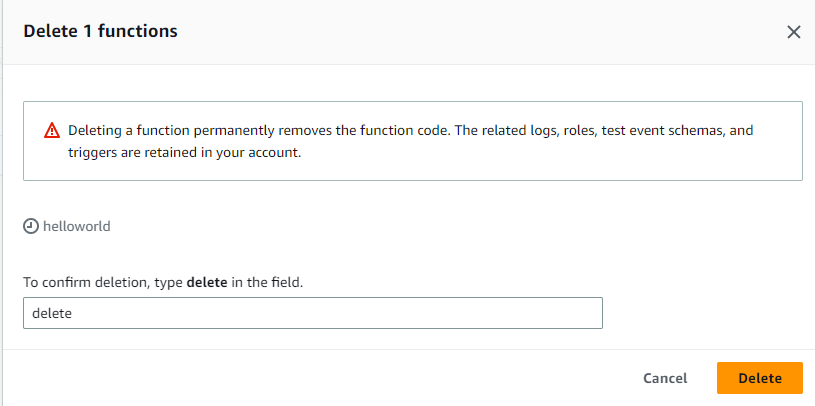 Delete 1 functions
Deleting a function permanently removes the function code. The related logs, roles, test event schemas, and
triggers are retained in your account.
helloworld
To confirm deletion, type delete in the field.
delete
Cancel
Delete